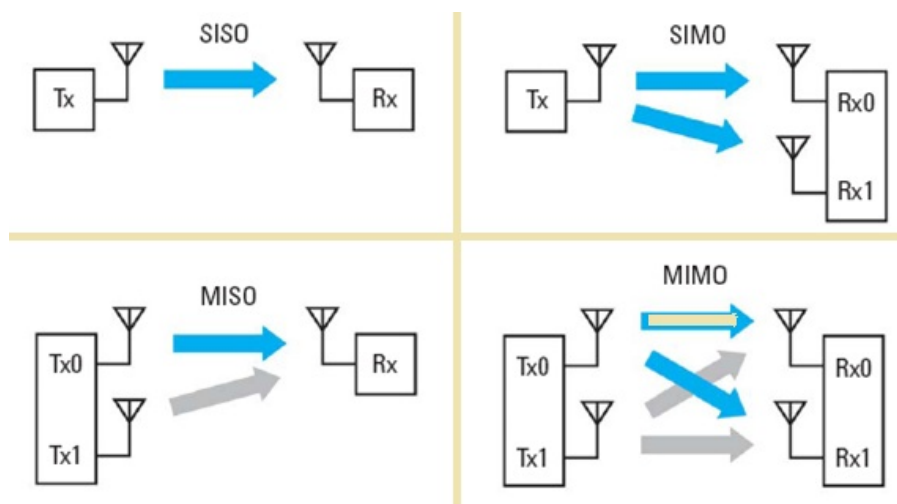 SISO
Tx
Rx
SIMO
Tx
Rx0
Rx1
MISO
Tx0
Tx1
Rx
MIMO
Tx0
Tx1
Rx0
Rx1